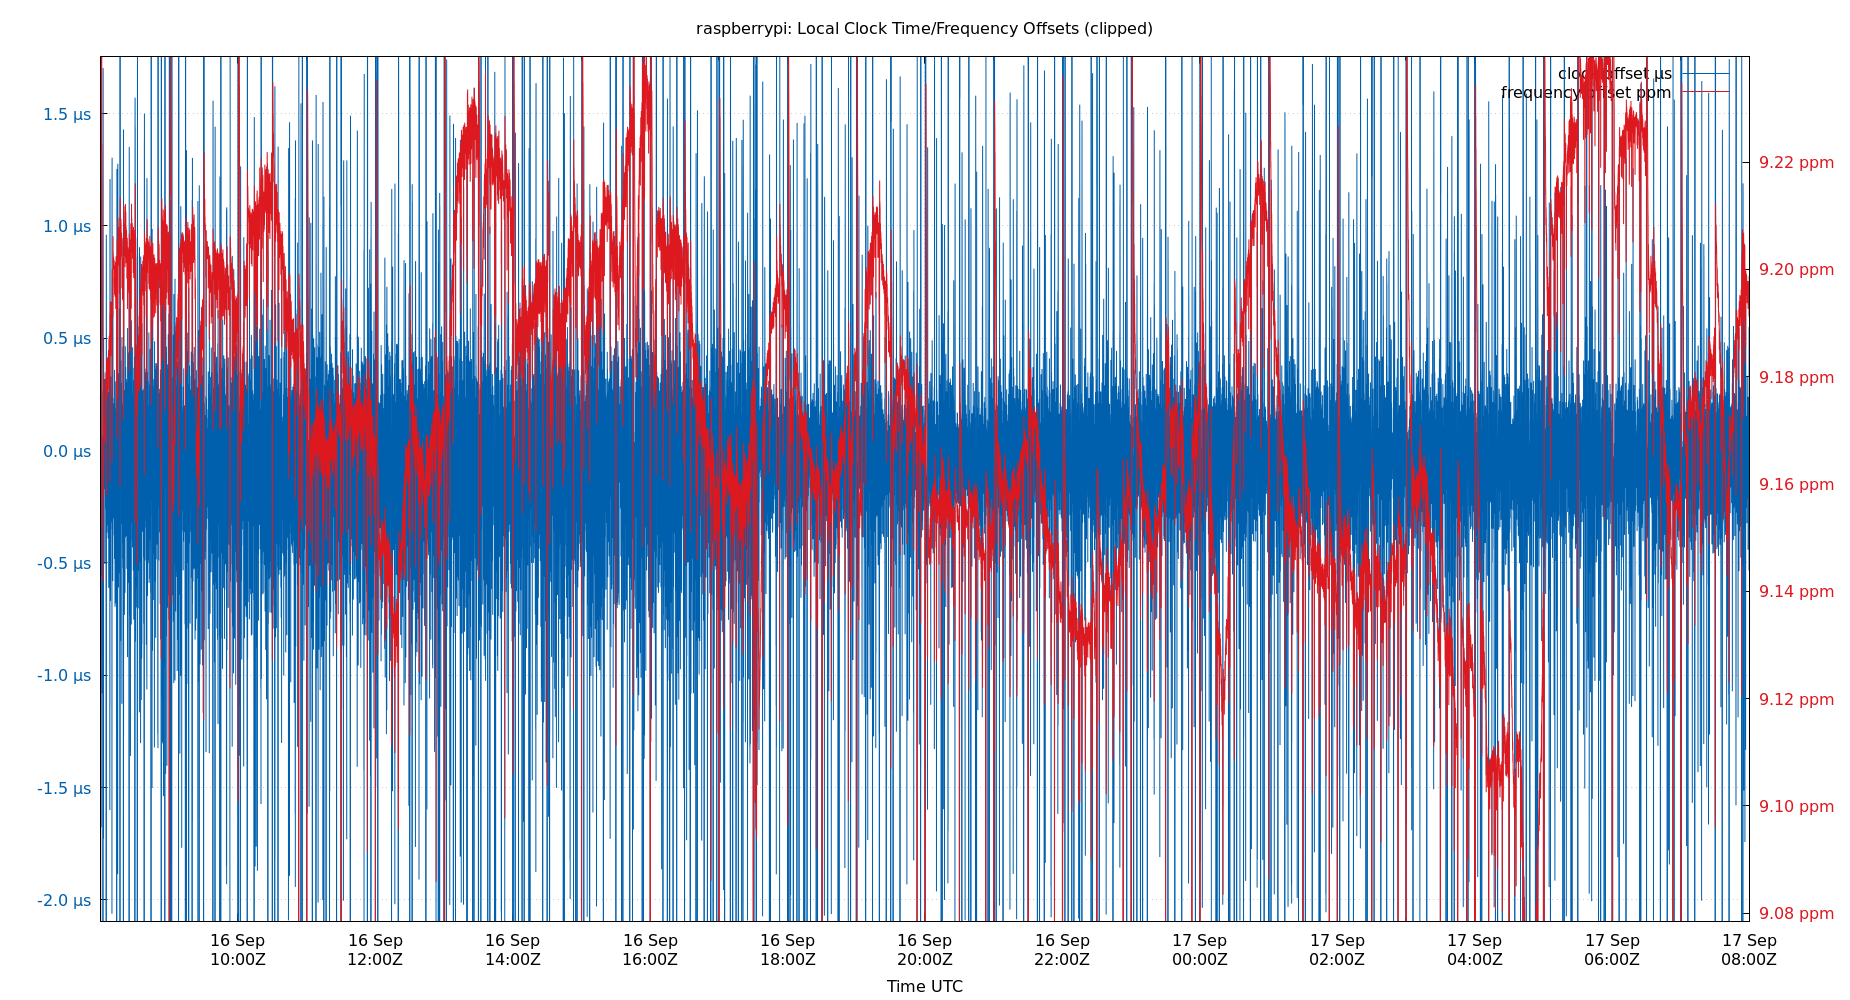 raspberrypi: Local Clock Time/Frequency Offsets (clipped)
clock offset µs
frequency offset ppm
1.5 µs
1.0 µs
0.5 µs
0.0 µs
-0.5 µs
-1.0 µs
-1.5 µs
-2.0 µs
9.22 ppm
9.20 ppm
9.18 ppm
9.16 ppm
9.14 ppm
9.12 ppm
9.10 ppm
9.08 ppm
16 Sep 16 Sep 16 Sep 16 Sep 16 Sep 16 Sep 16 Sep 17 Sep 17 Sep 17 Sep 17 Sep 17 Sep
10:00Z 12:00Z 14:00Z 16:00Z 18:00Z 20:00Z 22:00Z 00:00Z 02:00Z 04:00Z 06:00Z 08:00Z
Time UTC